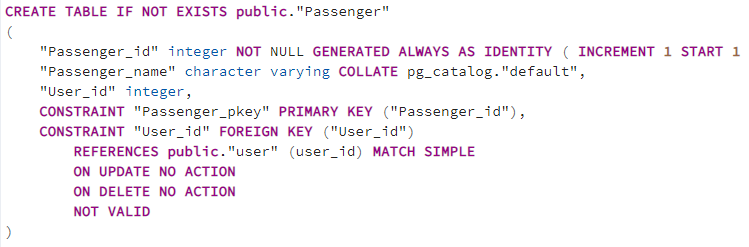 CREATE TABLE IF NOT EXISTS public."Passenger"
(
"Passenger_id" integer NOT NULL GENERATED ALWAYS AS IDENTITY ( INCREMENT 1 START 1
"Passenger_name" character varying COLLATE pg_catalog."default",
"User_id" integer,
CONSTRAINT "Passenger_pkey" PRIMARY KEY ("Passenger_id"),
CONSTRAINT "User_id" FOREIGN KEY ("User_id")
REFERENCES public."user" (user_id) MATCH SIMPLE
ON UPDATE NO ACTION
ON DELETE NO ACTION
NOT VALID
)